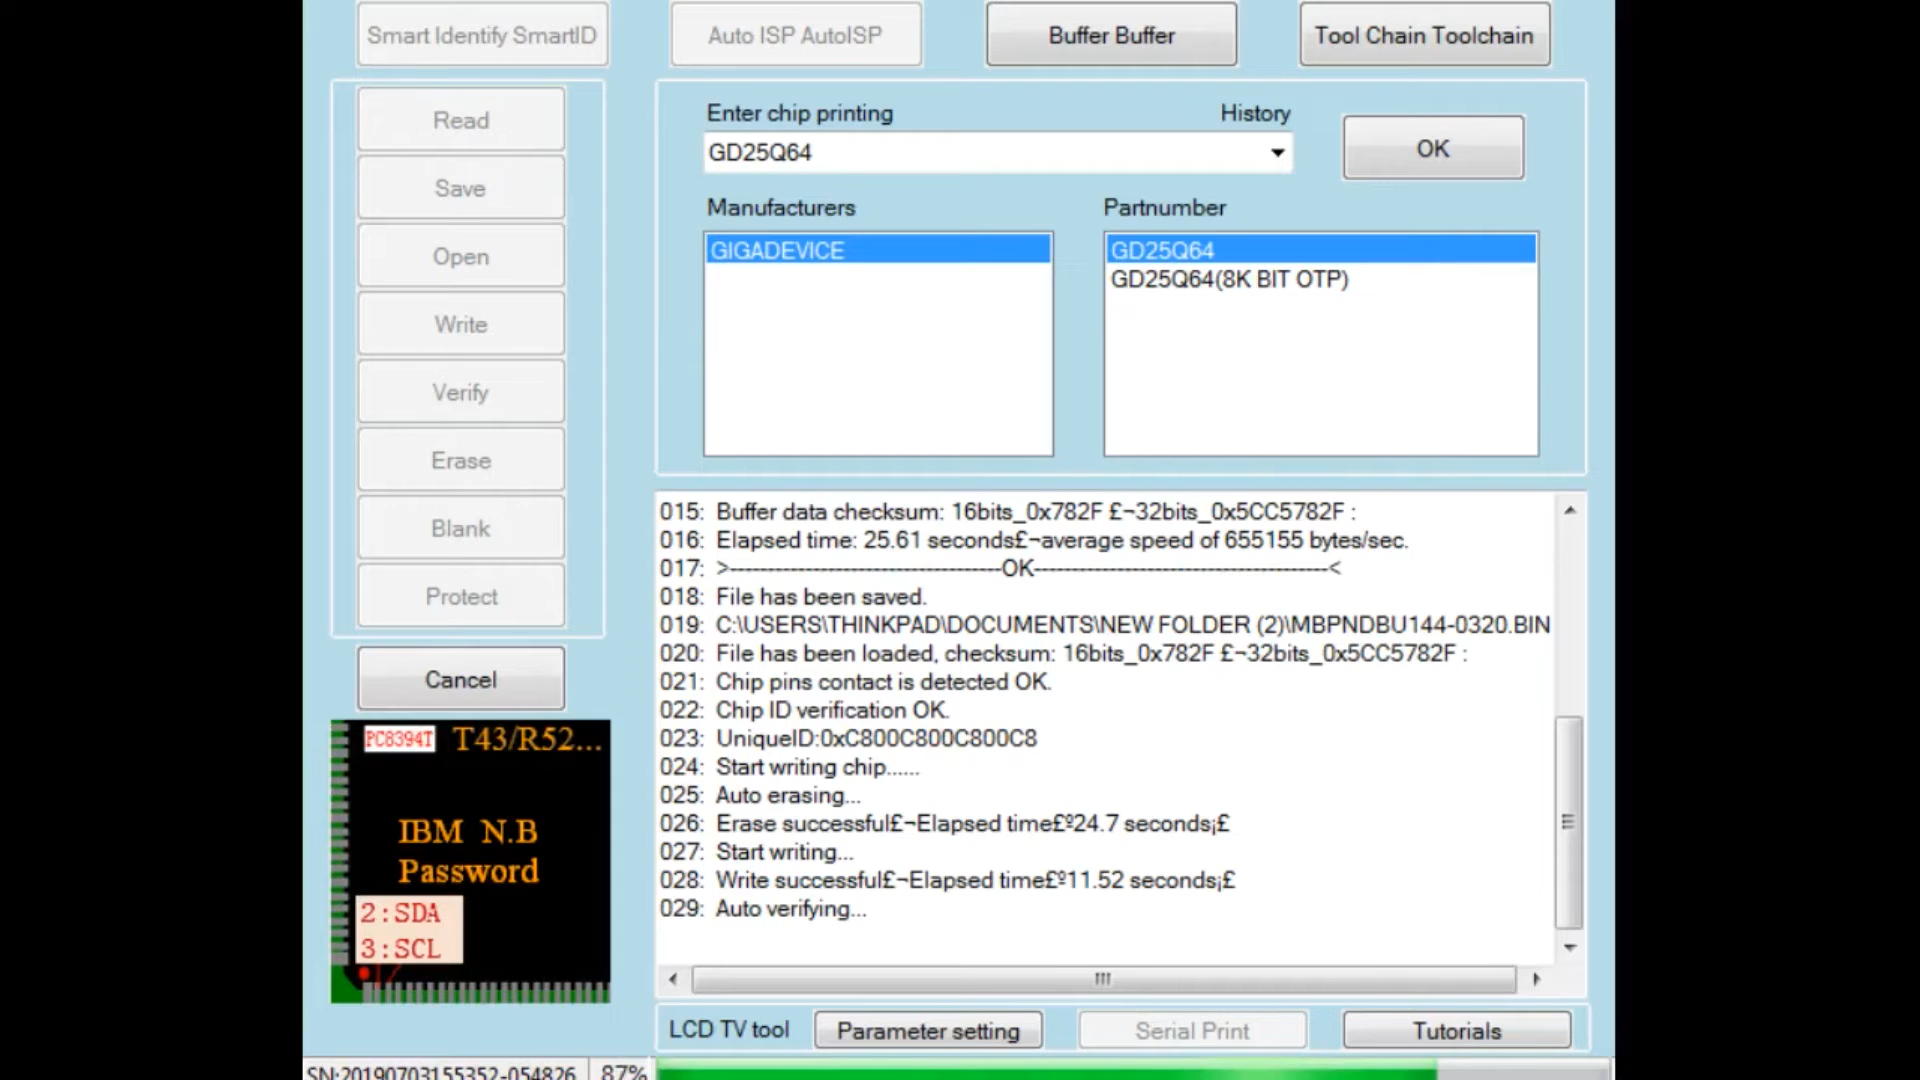 Smart Identify SmartID
Auto ISP AutoISP
Buffer Buffer
Tool Chain Toolchain
Read
Save
Open
Write
Verify
Erase
Blank
Protect
Cancel
Enter chip printing
History
GD25Q64
OK
Manufacturers
Partnumber
GIGADEVICE
GD25Q64
GD25Q64(8K BIT OTP)
015: Buffer data checksum: 16bits_0x782F £¬32bits_0x5CC5782F :
016: Elapsed time: 25.61 seconds£¬average speed of 655155 bytes/sec.
017: >------------------------------------OK---------------------------------------<
018: File has been saved.
019: C:\USERS\THINKPAD\DOCUMENTS\NEW FOLDER (2)\MBPNDBU144-0320.BIN
020: File has been loaded, checksum: 16bits_0x782F £¬32bits_0x5CC5782F :
021: Chip pins contact is detected OK.
022: Chip ID verification OK.
023: UniqueID:0xC800C800C800C8
024: Start writing chip......
025: Auto erasing...
026: Erase successful£¬Elapsed time£º24.7 seconds¡£
027: Start writing...
028: Write successful£¬Elapsed time£º11.52 seconds¡£
029: Auto verifying...
PC8394T T43/R52...
IBM N.B
Password
2:SDA
3:SCL
LCD TV tool
Parameter setting
Serial Print
Tutorials
SN:20190703155352-054826
87%